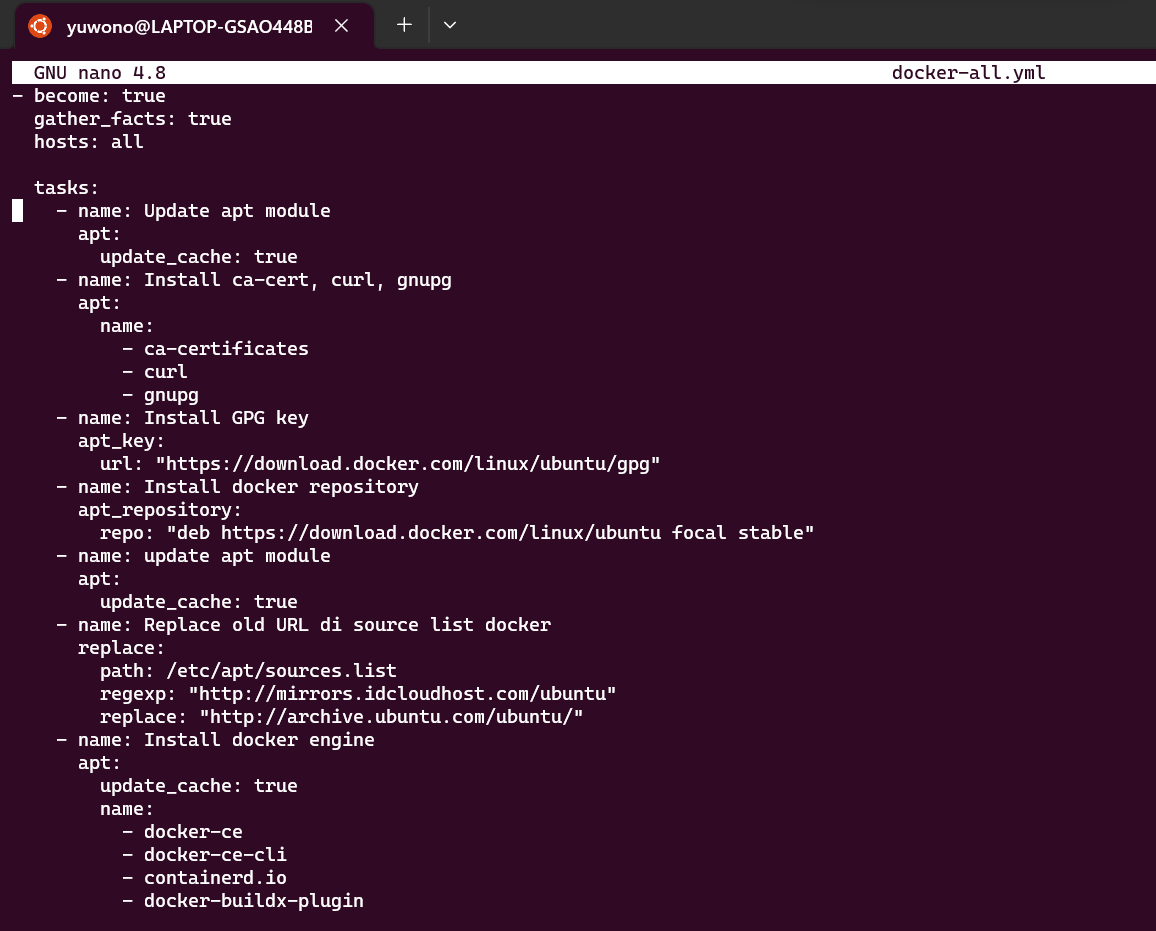 yuwono@LAPTOP-GSAO448B
GNU nano 4.8 docker-all.yml
- become: true
  gather_facts: true
  hosts: all

  tasks:
    - name: Update apt module
      apt:
        update_cache: true
    - name: Install ca-cert, curl, gnupg
      apt:
        name:
          - ca-certificates
          - curl
          - gnupg
    - name: Install GPG key
      apt_key:
        url: "https://download.docker.com/linux/ubuntu/gpg"
    - name: Install docker repository
      apt_repository:
        repo: "deb https://download.docker.com/linux/ubuntu focal stable"
    - name: update apt module
      apt:
        update_cache: true
    - name: Replace old URL di source list docker
      replace:
        path: /etc/apt/sources.list
        regexp: "http://mirrors.idcloudhost.com/ubuntu"
        replace: "http://archive.ubuntu.com/ubuntu/"
    - name: Install docker engine
      apt:
        update_cache: true
        name:
          - docker-ce
          - docker-ce-cli
          - containerd.io
          - docker-buildx-plugin